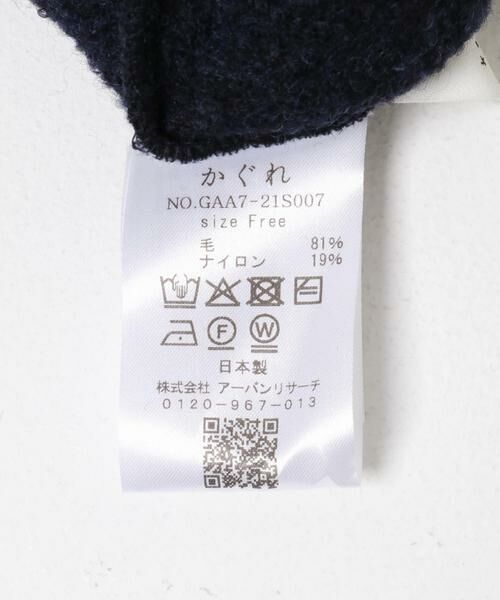 かぐれ
NO.GAA7-21S007
size Free
毛 81%
ナイロン 19%
F W
日本製
株式会社 アーバンリサーチ
0120-967-013